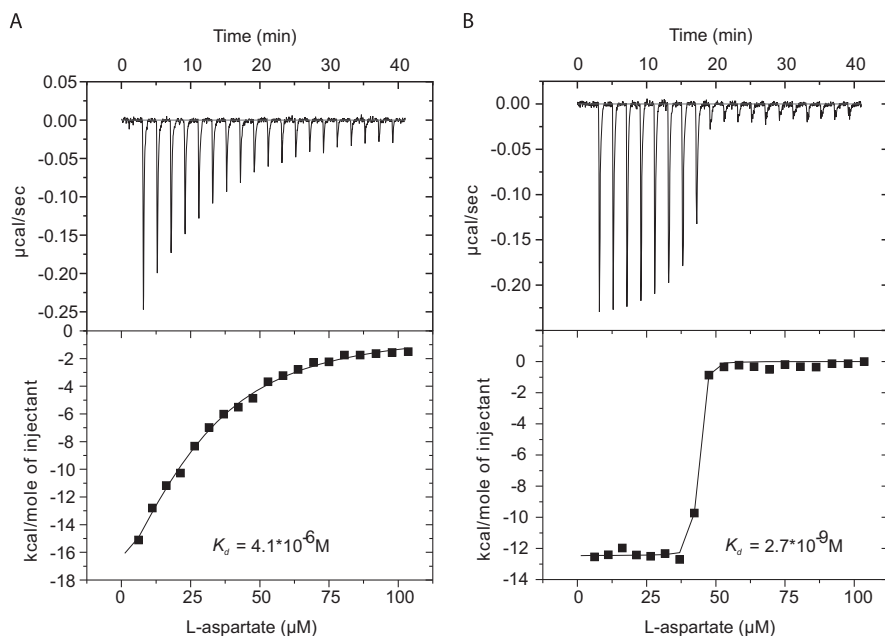 A
Time (min)
0 10 20 30 40
0.05
0.00
-0.05
-0.10
-0.15
-0.20
-0.25
µcal/sec
0
-2
-4
-6
-8
-10
-12
-14
-16
-18
kcal/mole of injectant
K_d = 4.1*10^-6 M
0 25 50 75 100
L-aspartate (µM)
B
Time (min)
0 10 20 30 40
0.00
-0.05
-0.10
-0.15
-0.20
µcal/sec
0
-2
-4
-6
-8
-10
-12
-14
kcal/mole of injectant
K_d = 2.7*10^-9 M
0 25 50 75 100
L-aspartate (µM)